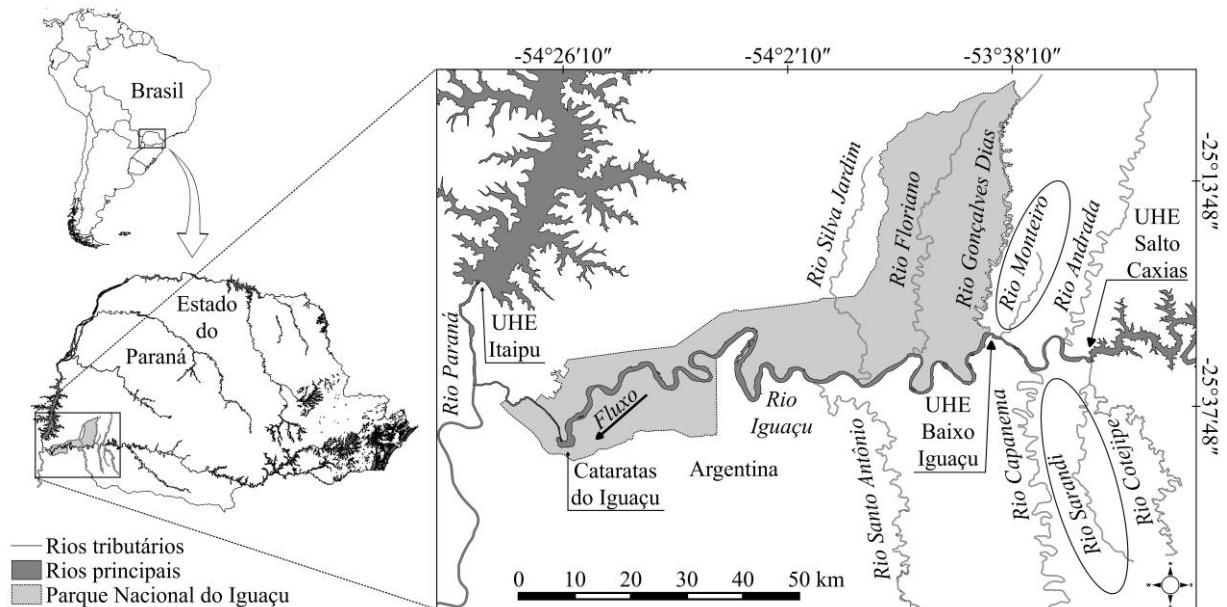 Brasil
Estado
do
Paraná
Rios tributários
Rios principais
Parque Nacional do Iguaçu
-54°26'10"
-54°2'10"
-53°38'10"
-25°13'48"
-25°37'48"
Rio Paraná
UHE
Itaipu
Rio Silva Jardim
Rio Floriano
Rio Gonçalves Dias
Rio Monteiro
Rio Andrada
UHE
Salto
Caxias
Fluxo
Rio
Iguaçu
Cataratas
do Iguaçu
Argentina
Rio Santo Antônio
UHE
Baixo
Iguaçu
Rio Capanema
Rio Sarandi
Rio Cotejipe
0 10 20 30 40 50 km